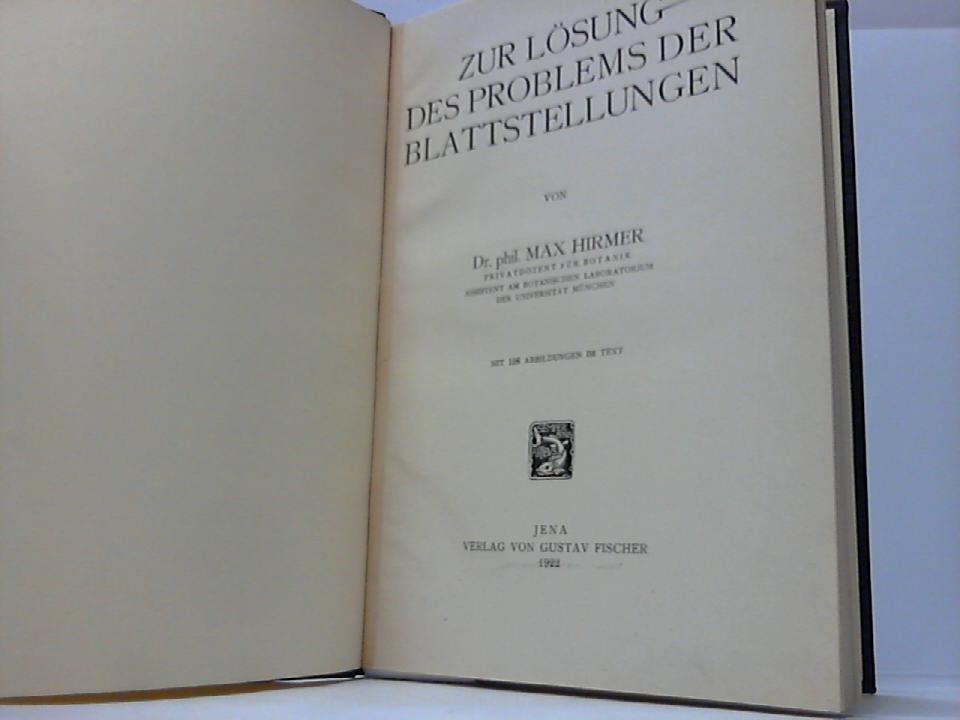 ZUR LÖSUNG
DES PROBLEMS DER
BLATTSTELLUNGEN
VON
Dr. phil. MAX HIRMER
PRIVATDOZENT FÜR BOTANIK
ASSISTENT AM BOTANISCHEN LABORATORIUM
DER UNIVERSITÄT MÜNCHEN
MIT ABBILDUNGEN IM TEXT
JENA
VERLAG VON GUSTAV FISCHER
1922